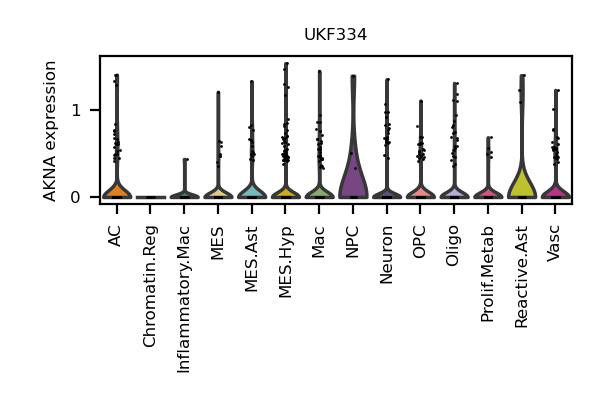 UKF334
AKNA expression
1
0
AC
Chromatin.Reg
Inflammatory.Mac
MES
MES.Ast
MES.Hyp
Mac
NPC
Neuron
OPC
Oligo
Prolif.Metab
Reactive.Ast
Vasc